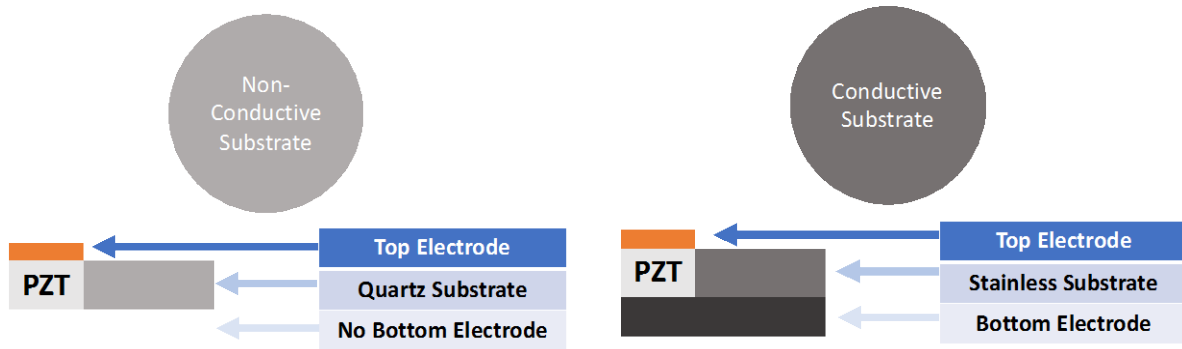 Non-
Conductive
Substrate
Top Electrode
PZT
Quartz Substrate
No Bottom Electrode
Conductive
Substrate
Top Electrode
PZT
Stainless Substrate
Bottom Electrode